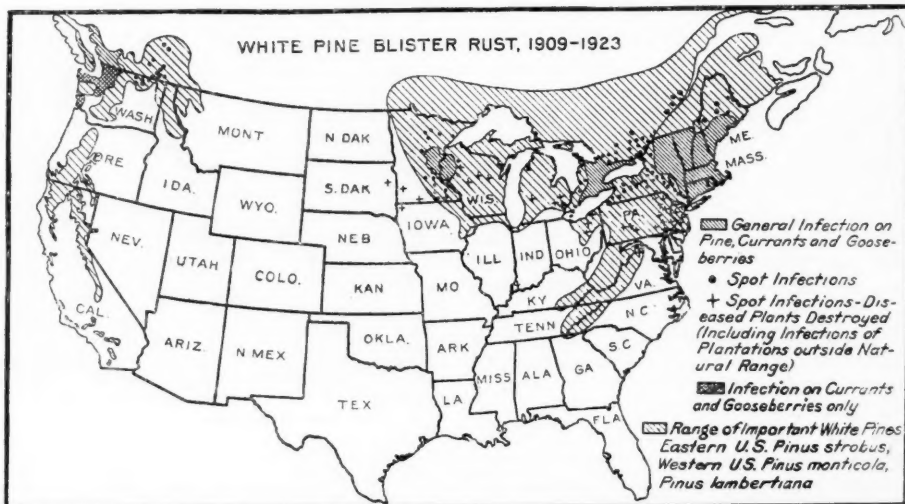 WHITE PINE BLISTER RUST, 1909-1923
WASH
MONT
N DAK
ME.
MASS.
ORE
IDA.
S.DAK
WIS.
WYO.
IOWA
PA.
NEB
NEV.
UTAH
COLO.
ILL
IND
OHIO
KAN
MO
VA.
CAL.
KY
N C
TENN
ARIZ.
N MEX
OKLA.
ARK
S C
MISS
ALA
GA
TEX
LA
FLA
General Infection on
Pine, Currants and Goose-
berries
Spot Infections
+ Spot Infections-Dis-
eased Plants Destroyed
(Including Infections of
Plantations outside Nat-
ural Range)
Infection on Currants
and Gooseberries only
Range of Important White Pines
Eastern U.S. Pinus strobus,
Western U.S. Pinus monticola,
Pinus lambertiana